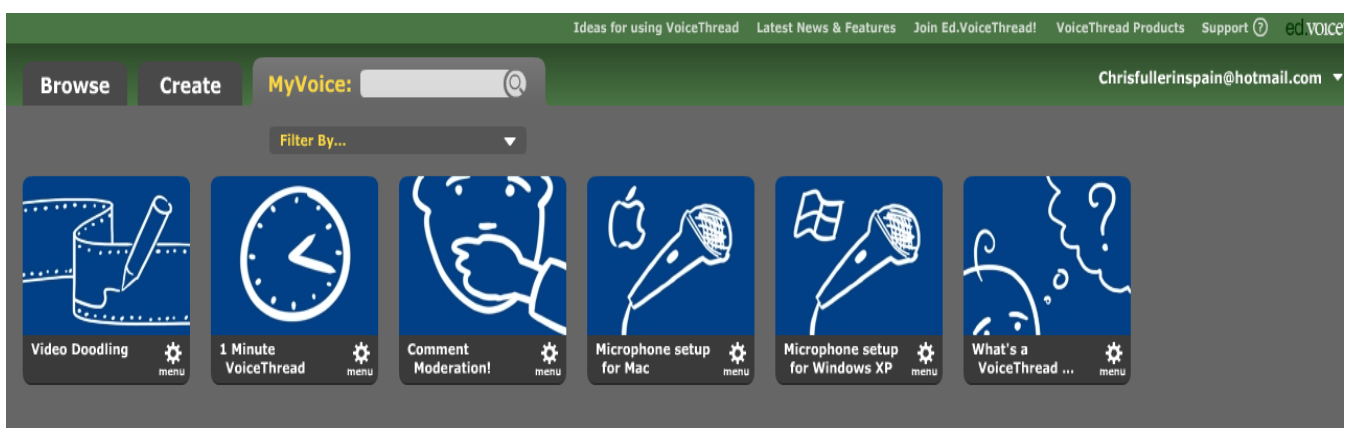 Ideas for using VoiceThread Latest News & Features Join Ed.VoiceThread! VoiceThread Products Support ? ed.voice
Browse Create MyVoice: Chrisfullerinspain@hotmail.com
Filter By...
Video Doodling
menu
1 Minute
VoiceThread
menu
Comment
Moderation!
menu
Microphone setup
for Mac
menu
Microphone setup
for Windows XP
menu
What's a
VoiceThread ...
menu